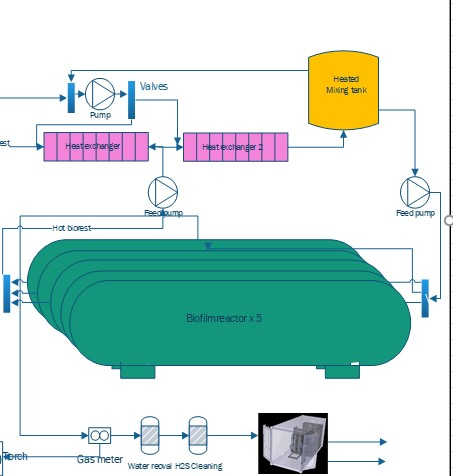 Heated
Mixing tank
Valves
Pump
est
Heat exchanger
Heat exchanger 2
Feed pump
Feed pump
Hot biorest
Biofilmreactor x 5
Torch
Gas meter
Water reoval
H2S Cleaning